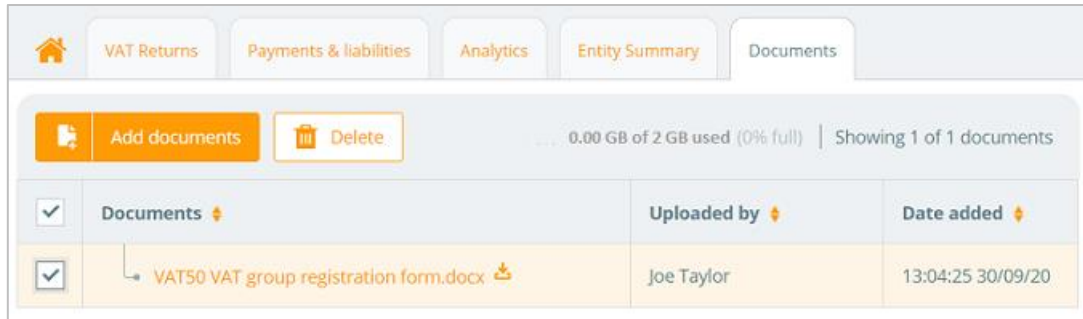 VAT Returns Payments & liabilities Analytics Entity Summary Documents
Add documents Delete ... 0.00 GB of 2 GB used (0% full) | Showing 1 of 1 documents
Documents Uploaded by Date added
VAT50 VAT group registration form.docx Joe Taylor 13:04:25 30/09/20